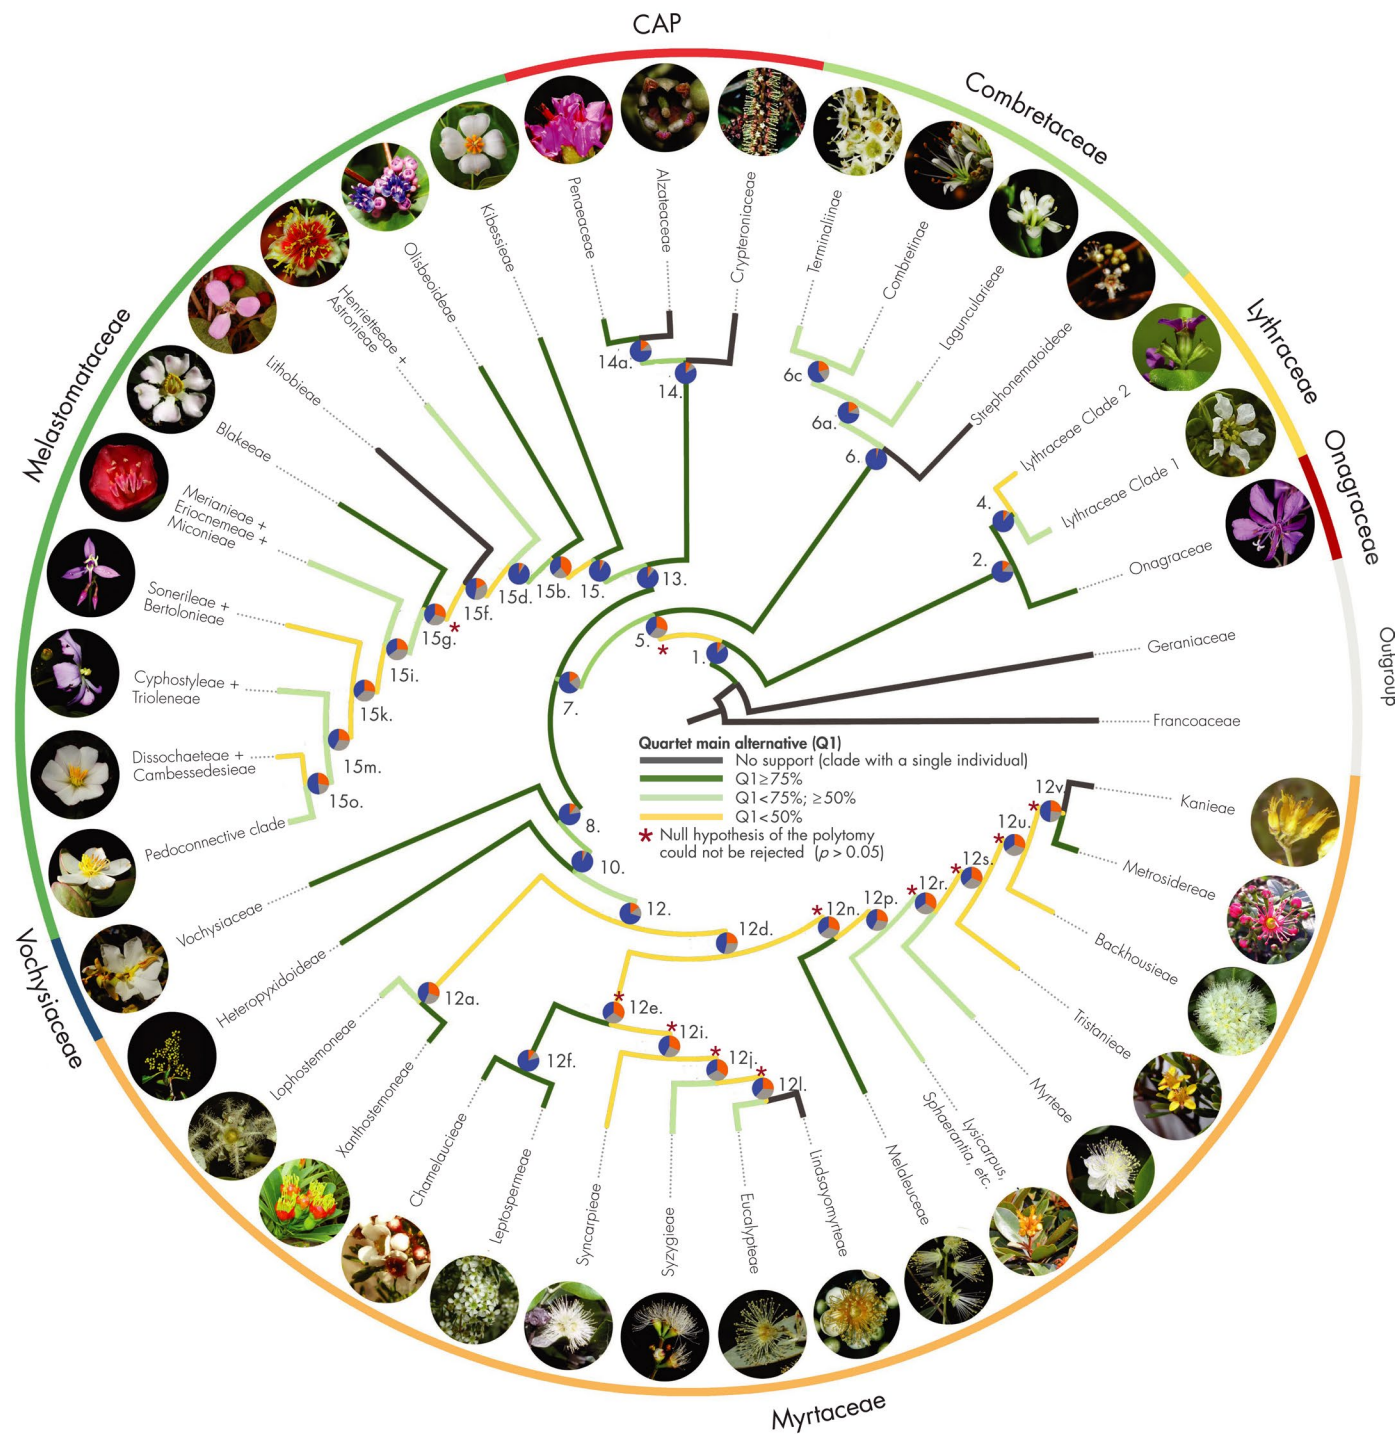 CAP
Combretaceae
Lythraceae
Onagraceae
Outgroup
Myrtaceae
Vochysiaceae
Melastomataceae
Penaeaceae
Alzateaceae
Crypteroniaceae
Terminaliinae
Combretinae
Laguncularieae
Strephonematoideae
Lythraceae Clade 2
Lythraceae Clade 1
Onagraceae
Geraniaceae
Francoaceae
Kanieae
Metrosidereae
Backhousieae
Tristanieae
Myrteae
Lysicarpus,
Sphaerantia, etc.
Melaleuceae
Lindsayomyrteae
Eucalypteae
Syzygieae
Syncarpieae
Leptospermeae
Chamelaucieae
Xanthostemoneae
Lophostemoneae
Heteropyxidoideae
Vochysiaceae
Pedoconnective clade
Dissochaeteae +
Cambessedesieae
Cyphostyleae +
Trioleneae
Sonerileae +
Bertolonieae
Merianieae +
Eriocnemeae +
Miconieae
Blakeeae
Lithobieae
Henrietteeae +
Astronieae
Olisbeoideae
Kibessieae
14a.
14.
6c
6a.
6.
4.
2.
13.
15.
15b.
15d.
15f.
15g.
*
15i.
15k.
15m.
15o.
5.
*
1.
7.
8.
10.
12.
12a.
12d.
*
12e.
12f.
*
12i.
*
12j.
*
12l.
*
12n.
12p.
*
12r.
*
12s.
*
12u.
*
12v.
Quartet main alternative (Q1)
No support (clade with a single individual)
Q1≥75%
Q1<75%; ≥50%
Q1<50%
* Null hypothesis of the polytomy
could not be rejected (p > 0.05)